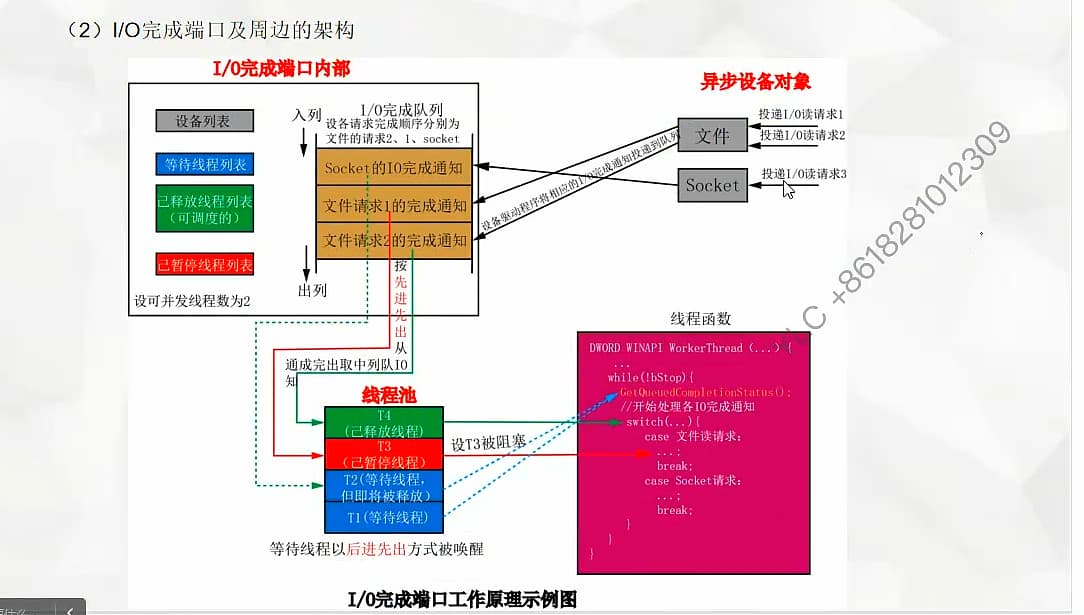 （2）I/O完成端口及周边的架构
I/O完成端口内部
异步设备对象
设备列表
等待线程列表
已释放线程列表
（可调度的）
已暂停线程列表
设可并发线程数为2
入列
I/O完成队列
设各请求完成顺序分别为
文件的请求2、1、socket
Socket的IO完成通知
文件请求1的完成通知
文件请求2的完成通知
出列
文件
Socket
投递I/O读请求1
投递I/O读请求2
投递I/O读请求3
设备驱动程序将相应的I/O完成通知投递到队列
按先进先出从
通成完出取中列队IO
知
线程池
T4
(已释放线程)
T3
（已暂停线程）
T2(等待线程,
但即将被释放)
T1(等待线程)
设T3被阻塞
等待线程以后进先出方式被唤醒
线程函数
DWORD WINAPI WorkerThread（...）{
...
while(!bStop){
GetQueuedCompletionStatus();
//开始处理各IO完成通知
switch(...){
case 文件读请求:
...;
break;
case Socket请求:
...;
break;
}
}
}
I/O完成端口工作原理示例图
+8618281012309